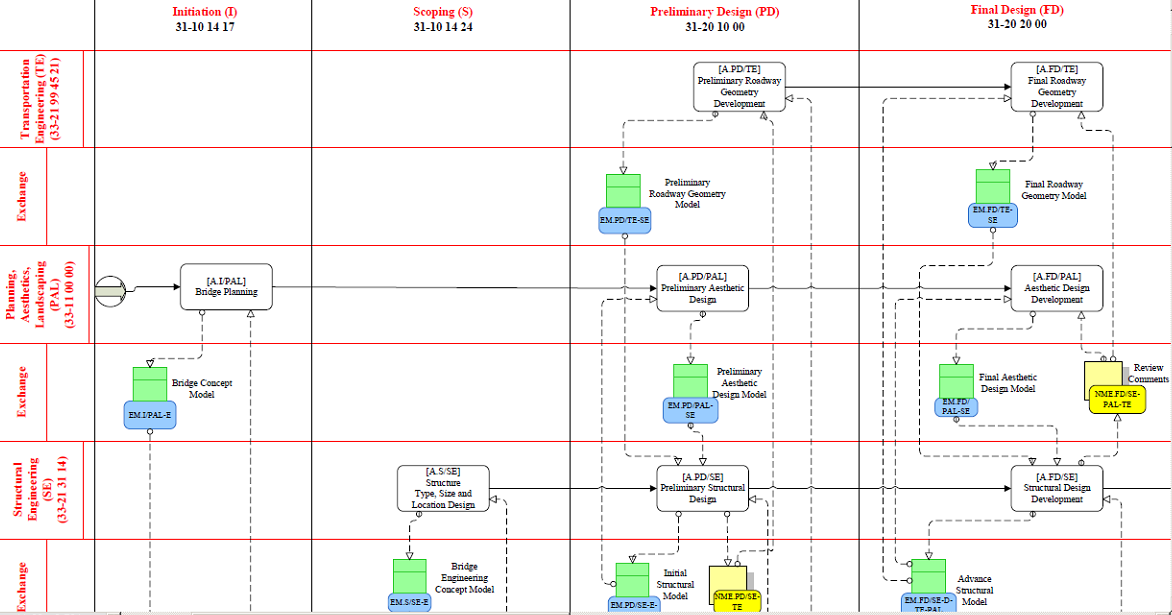 Initiation (I)
31-10 14 17
Scoping (S)
31-10 14 24
Preliminary Design (PD)
31-20 10 00
Final Design (FD)
31-20 20 00
Transportation
Engineering (TE)
(33-21 99 45 21)
[A.PD/TE]
Preliminary Roadway
Geometry
Development
[A.FD/TE]
Final Roadway
Geometry
Development
Exchange
Preliminary
Roadway Geometry
Model
EM.PD/TE-SE
Final Roadway
Geometry Model
EM.FD/TE-
SE
Planning,
Aesthetics,
Landscaping
(PAL)
(33-11 00 00)
[A.I/PAL]
Bridge Planning
[A.PD/PAL]
Preliminary Aesthetic
Design
[A.FD/PAL]
Aesthetic Design
Development
Exchange
Bridge Concept
Model
EM.I/PAL-E
Preliminary
Aesthetic
Design Model
EM.PD/PAL-
SE
Final Aesthetic
Design Model
EM.FD/
PAL-SE
Review
Comments
NME.FD/SE-
PAL-TE
Structural
Engineering
(SE)
(33-21 31 14)
[A.S/SE]
Structure
Type, Size and
Location Design
[A.PD/SE]
Preliminary Structural
Design
[A.FD/SE]
Structural Design
Development
Exchange
Bridge
Engineering
Concept Model
EM.S/SE-E
Initial
Structural
Model
EM.PD/SE-E-
NME.PD/SE-
TE
Advance
Structural
Model
EM.FD/SE-D-
TE-PAL